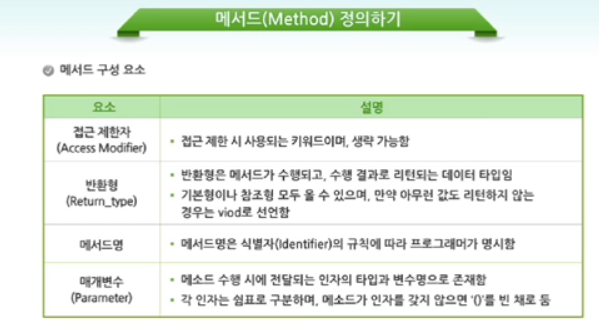 메서드(Method) 정의하기
메서드 구성 요소
요소
설명
접근 제한자
(Access Modifier)
• 접근 제한 시 사용되는 키워드이며, 생략 가능함
반환형
(Return_type)
• 반환형은 메서드가 수행되고, 수행 결과로 리턴되는 데이터 타입임
• 기본형이나 참조형 모두 올 수 있으며, 만약 아무런 값도 리턴하지 않는
경우는 viod로 선언함
메서드명
• 메서드명은 식별자(Identifier)의 규칙에 따라 프로그래머가 명시함
매개변수
(Parameter)
• 메소드 수행 시에 전달되는 인자의 타입과 변수명으로 존재함
• 각 인자는 쉼표로 구분하며, 메소드가 인자를 갖지 않으면 '()'를 빈 채로 둠